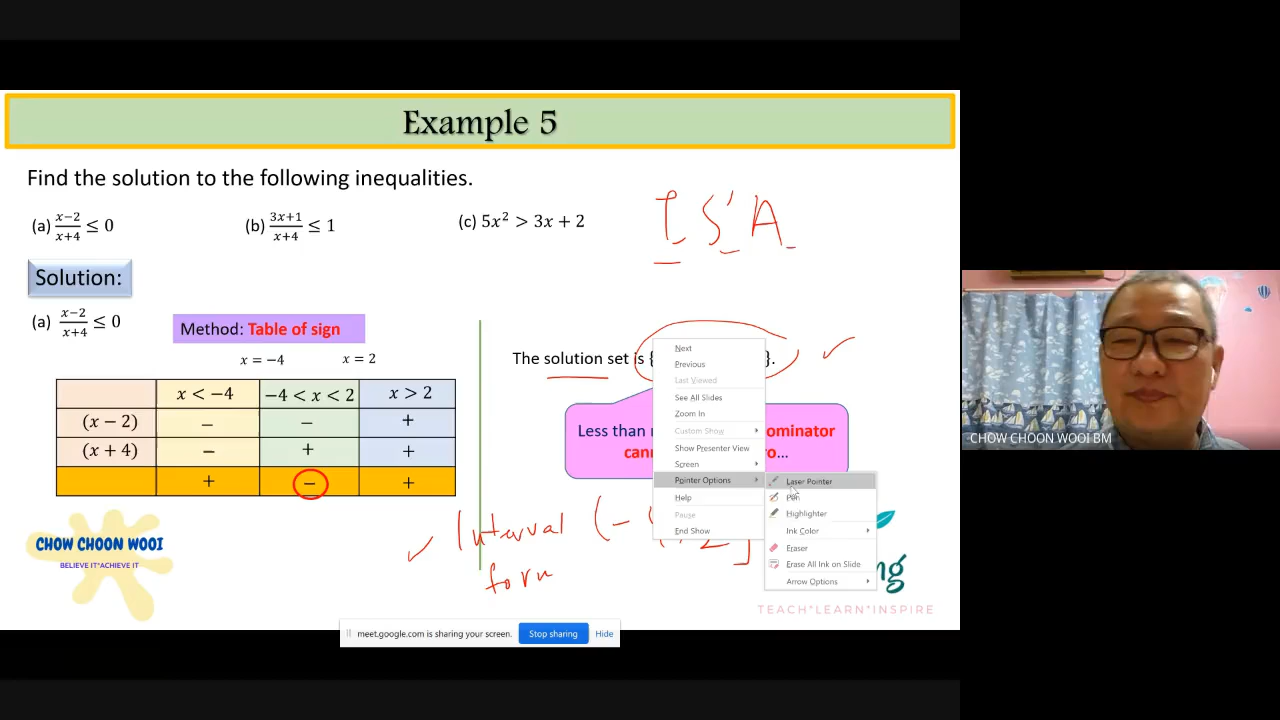 Example 5
Find the solution to the following inequalities.
(a) x−2/x+4 ≤ 0 (b) 3x+1/x+4 ≤ 1 (c) 5x² > 3x + 2
I S A
Solution:
(a) x−2/x+4 ≤ 0
Method: Table of sign
x = −4 x = 2
x < −4 −4 < x < 2 x > 2
(x − 2) − − +
(x + 4) − + +
+ − +
The solution set is { }.
Less than ominator
cann o...
Interval (- 2]
form
Next
Previous
Last Viewed
See All Slides
Zoom In
Custom Show
Show Presenter View
Screen
Pointer Options
Help
Pause
End Show
Laser Pointer
Pen
Highlighter
Ink Color
Eraser
Erase All Ink on Slide
Arrow Options
CHOW CHOON WOOI
BELIEVE IT*ACHIEVE IT
ng
TEACH*LEARN*INSPIRE
meet.google.com is sharing your screen. Stop sharing Hide
CHOW CHOON WOOI BM